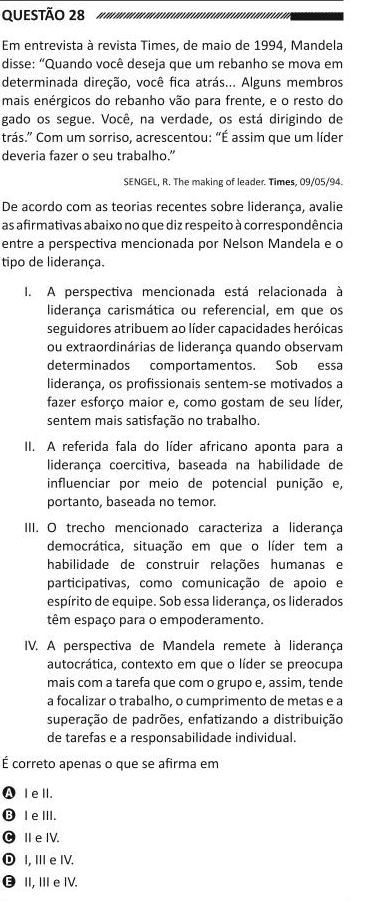 QUESTÃO 28
Em entrevista à revista Times, de maio de 1994, Mandela
disse: “Quando você deseja que um rebanho se mova em
determinada direção, você fica atrás... Alguns membros
mais enérgicos do rebanho vão para frente, e o resto do
gado os segue. Você, na verdade, os está dirigindo de
trás.” Com um sorriso, acrescentou: “É assim que um líder
deveria fazer o seu trabalho.”
SENGEL, R. The making of leader. Times, 09/05/94.
De acordo com as teorias recentes sobre liderança, avalie
as afirmativas abaixo no que diz respeito à correspondência
entre a perspectiva mencionada por Nelson Mandela e o
tipo de liderança.
I. A perspectiva mencionada está relacionada à
liderança carismática ou referencial, em que os
seguidores atribuem ao líder capacidades heróicas
ou extraordinárias de liderança quando observam
determinados comportamentos. Sob essa
liderança, os profissionais sentem-se motivados a
fazer esforço maior e, como gostam de seu líder,
sentem mais satisfação no trabalho.
II. A referida fala do líder africano aponta para a
liderança coercitiva, baseada na habilidade de
influenciar por meio de potencial punição e,
portanto, baseada no temor.
III. O trecho mencionado caracteriza a liderança
democrática, situação em que o líder tem a
habilidade de construir relações humanas e
participativas, como comunicação de apoio e
espírito de equipe. Sob essa liderança, os liderados
têm espaço para o empoderamento.
IV. A perspectiva de Mandela remete à liderança
autocrática, contexto em que o líder se preocupa
mais com a tarefa que com o grupo e, assim, tende
a focalizar o trabalho, o cumprimento de metas e a
superação de padrões, enfatizando a distribuição
de tarefas e a responsabilidade individual.
É correto apenas o que se afirma em
A I e II.
B I e III.
C II e IV.
D I, III e IV.
E II, III e IV.